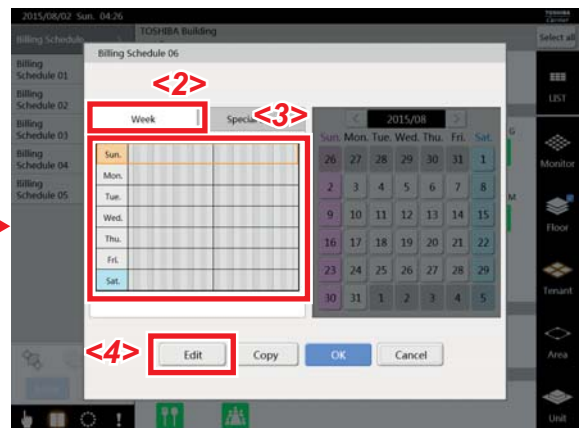 2015/08/02 Sun. 04:26
TOSHIBA
Carrier
Billing Schedule
TOSHIBA Building
Select all
Billing Schedule 06
Billing
Schedule 01
Billing
Schedule 02
Billing
Schedule 03
Billing
Schedule 04
Billing
Schedule 05
<2>
Week
Special
<3>
Sun.
Mon.
Tue.
Wed.
Thu.
Fri.
Sat.
< 2015/08 >
Sun. Mon. Tue. Wed. Thu. Fri. Sat.
26 27 28 29 30 31 1
2 3 4 5 6 7 8
9 10 11 12 13 14 15
16 17 18 19 20 21 22
23 24 25 26 27 28 29
30 31 1 2 3 4 5
G
M
<4>
Edit
Copy
OK
Cancel
LIST
Monitor
Floor
Tenant
Area
Unit